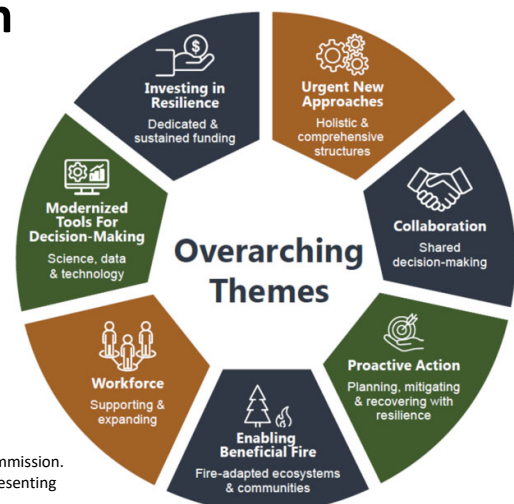 Investing in
Resilience
Dedicated &
sustained funding
Urgent New
Approaches
Holistic &
comprehensive
structures
Collaboration
Shared
decision-making
Proactive Action
Planning, mitigating
& recovering with
resilience
Enabling
Beneficial Fire
Fire-adapted ecosystems
& communities
Workforce
Supporting &
expanding
Modernized
Tools For
Decision-Making
Science, data
& technology
Overarching
Themes